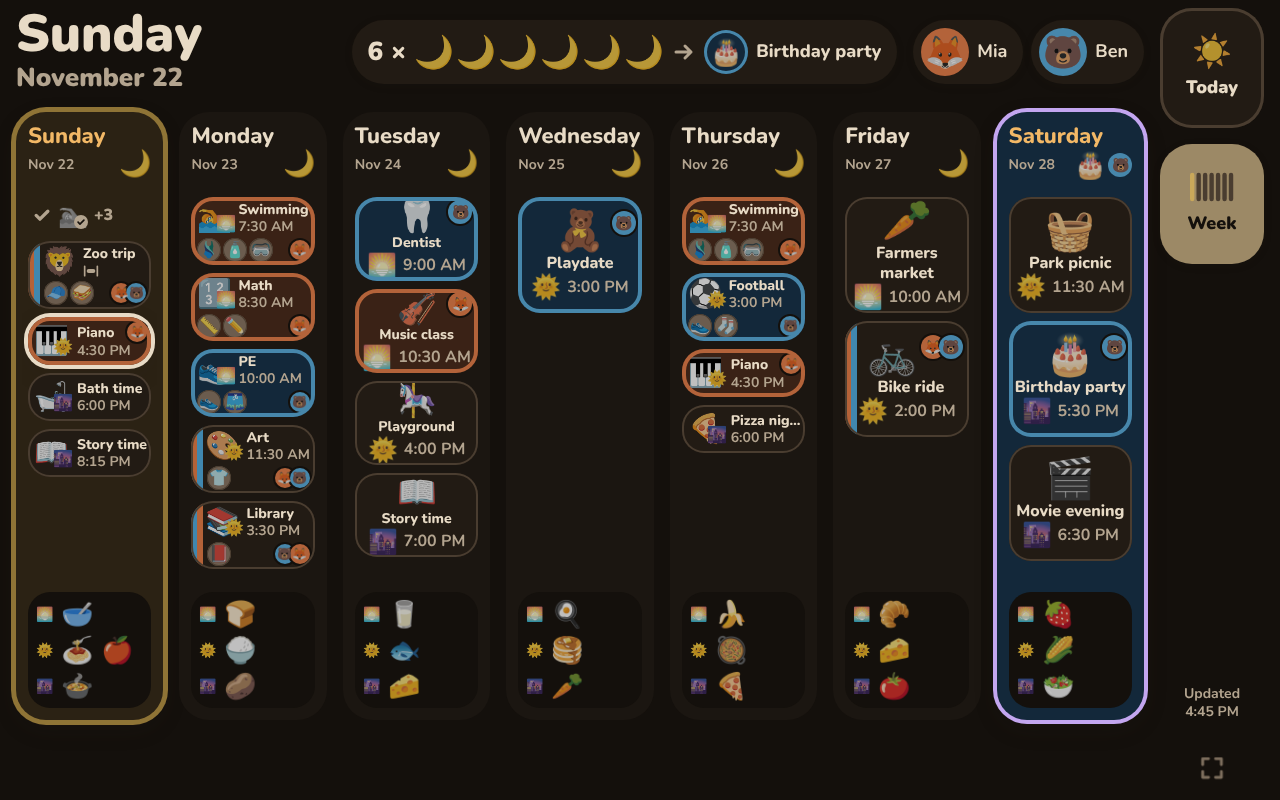 Sunday
November 22
6 ×
→
Birthday party
Mia
Ben
Today
Week
Sunday
Nov 22
+3
Zoo trip
Piano
4:30 PM
Bath time
6:00 PM
Story time
8:15 PM
Monday
Nov 23
Swimming
7:30 AM
Math
8:30 AM
PE
10:00 AM
Art
11:30 AM
Library
3:30 PM
Tuesday
Nov 24
Dentist
9:00 AM
Music class
10:30 AM
Playground
4:00 PM
Story time
7:00 PM
Wednesday
Nov 25
Playdate
3:00 PM
Thursday
Nov 26
Swimming
7:30 AM
Football
3:00 PM
Piano
4:30 PM
Pizza nig...
6:00 PM
Friday
Nov 27
Farmers
market
10:00 AM
Bike ride
2:00 PM
Saturday
Nov 28
Park picnic
11:30 AM
Birthday party
5:30 PM
Movie evening
6:30 PM
Updated
4:45 PM